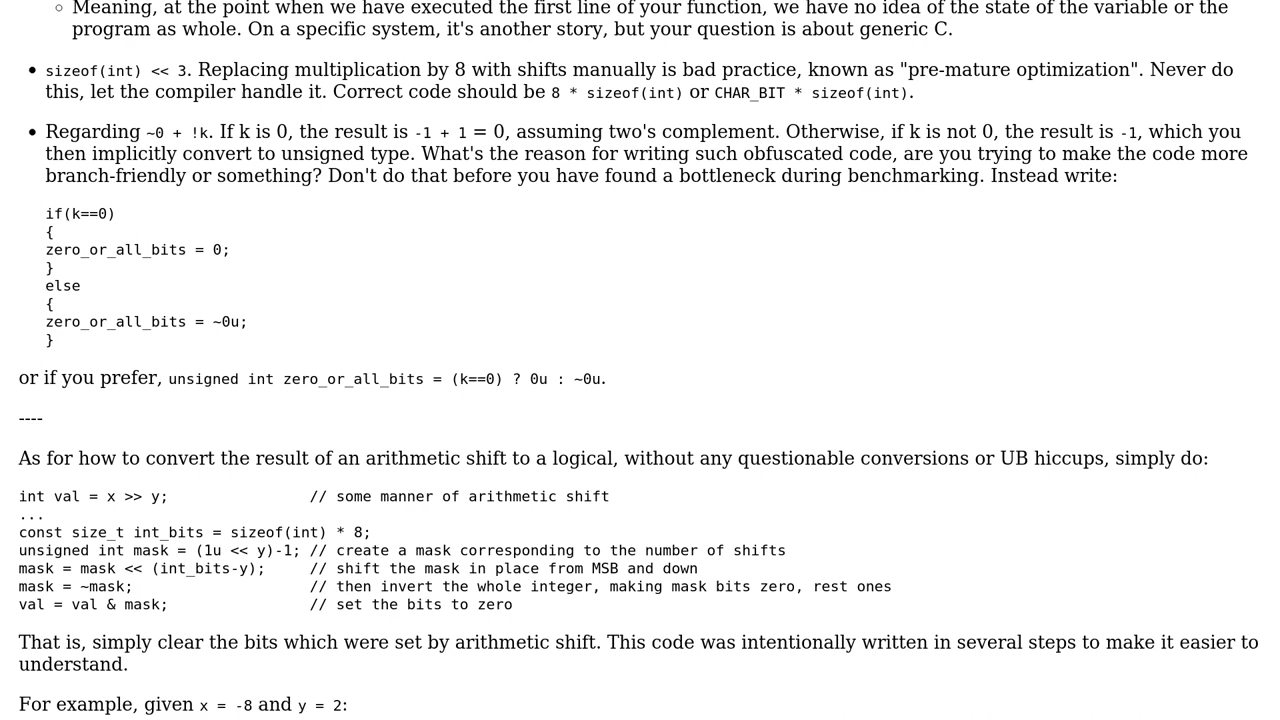 ◦ Meaning, at the point when we have executed the first line of your function, we have no idea of the state of the variable or the
program as whole. On a specific system, it's another story, but your question is about generic C.
• sizeof(int) << 3. Replacing multiplication by 8 with shifts manually is bad practice, known as "pre-mature optimization". Never do
this, let the compiler handle it. Correct code should be 8 * sizeof(int) or CHAR_BIT * sizeof(int).
• Regarding ~0 + !k. If k is 0, the result is -1 + 1 = 0, assuming two's complement. Otherwise, if k is not 0, the result is -1, which you
then implicitly convert to unsigned type. What's the reason for writing such obfuscated code, are you trying to make the code more
branch-friendly or something? Don't do that before you have found a bottleneck during benchmarking. Instead write:
if(k==0)
{
zero_or_all_bits = 0;
}
else
{
zero_or_all_bits = ~0u;
}
or if you prefer, unsigned int zero_or_all_bits = (k==0) ? 0u : ~0u.
----
As for how to convert the result of an arithmetic shift to a logical, without any questionable conversions or UB hiccups, simply do:
int val = x >> y;                // some manner of arithmetic shift
...
const size_t int_bits = sizeof(int) * 8;
unsigned int mask = (1u << y)-1; // create a mask corresponding to the number of shifts
mask = mask << (int_bits-y);     // shift the mask in place from MSB and down
mask = ~mask;                    // then invert the whole integer, making mask bits zero, rest ones
val = val & mask;                // set the bits to zero
That is, simply clear the bits which were set by arithmetic shift. This code was intentionally written in several steps to make it easier to
understand.
For example, given x = -8 and y = 2: